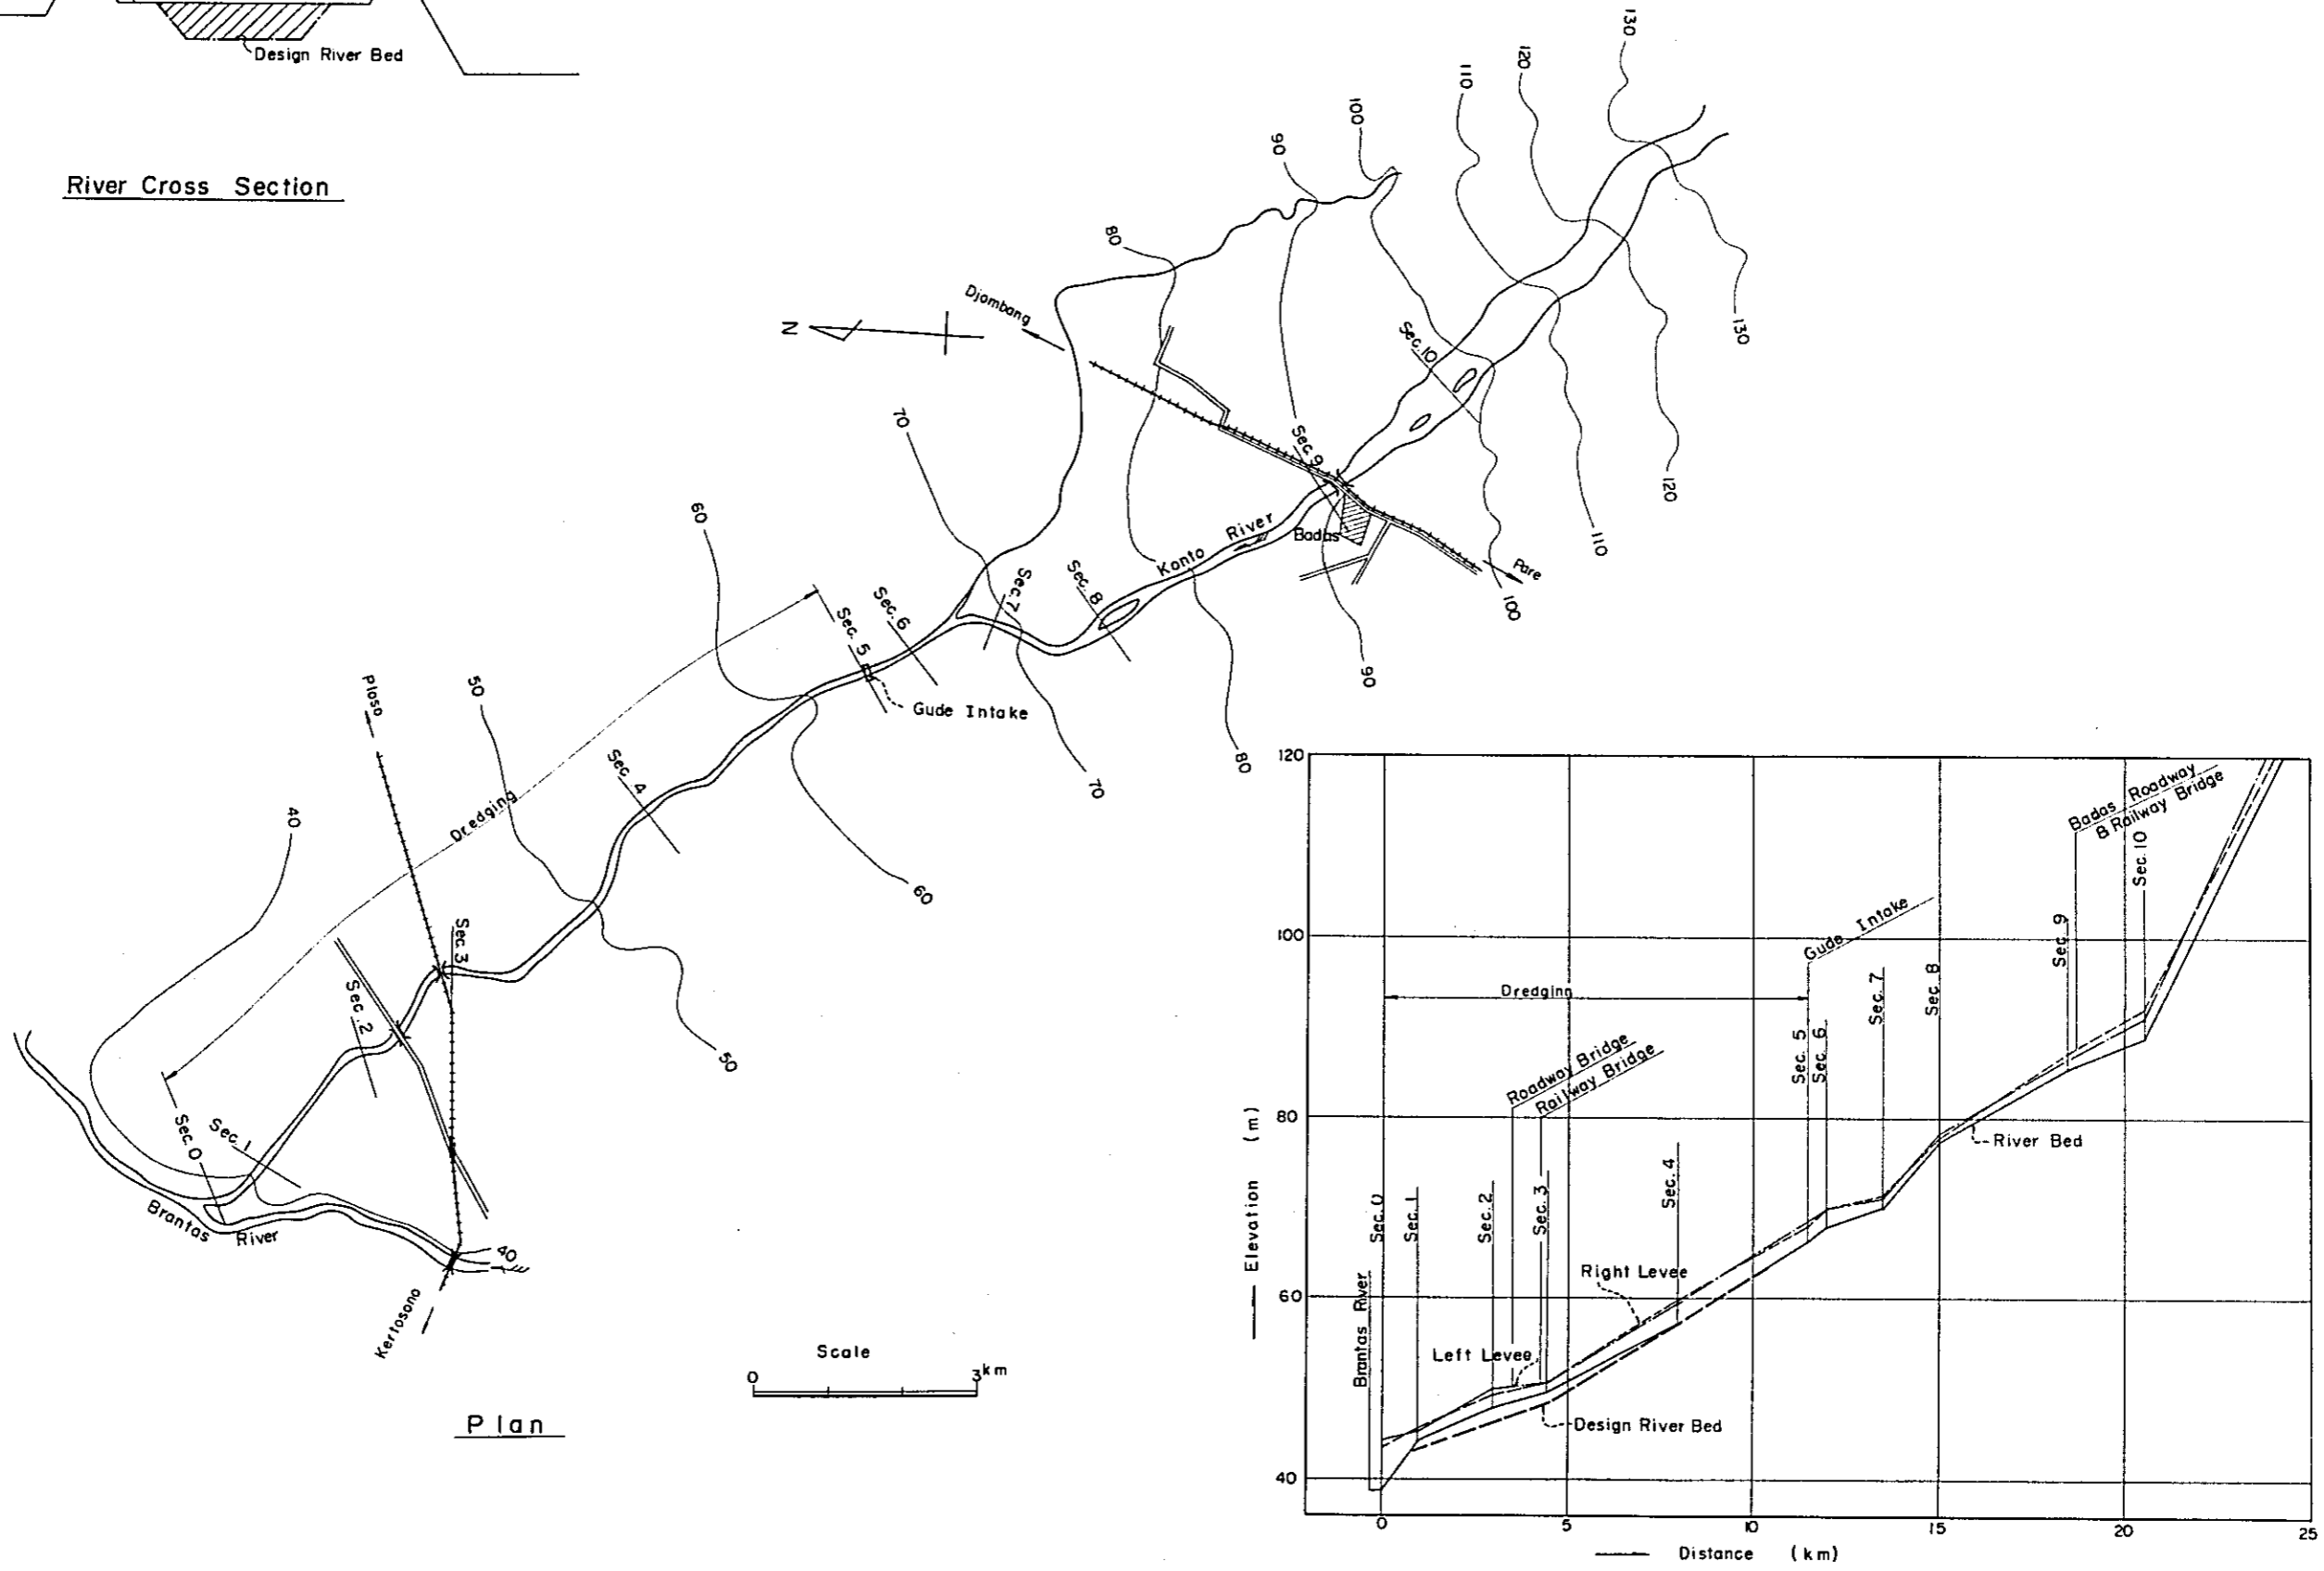 Design River Bed
River Cross Section
130
120
110
100
90
80
Djombang
N
Sec. 10
130
70
Sec. 9
120
60
Konto River
Badas
110
Pare
Sec. 8
Sec. 7
100
Sec. 6
Sec. 5
90
Gude Intake
Ploso
50
80
70
Sec. 4
Dredging
40
60
Sec. 3
Sec. 2
50
Sec. 1
Sec. 0
Brantas River
40
Kertosono
Scale
0 3 km
Plan
120
100
80
60
40
Elevation (m)
0 5 10 15 20 25
Distance (km)
Badas Roadway
& Railway Bridge
Sec. 10
Sec. 9
Gude Intake
Dredging
Sec. 8
Sec. 7
Sec. 6
Sec. 5
Roadway Bridge
Railway Bridge
River Bed
Sec. 4
Sec. 3
Sec. 2
Sec. 1
Sec. 0
Brantas River
Right Levee
Left Levee
Design River Bed